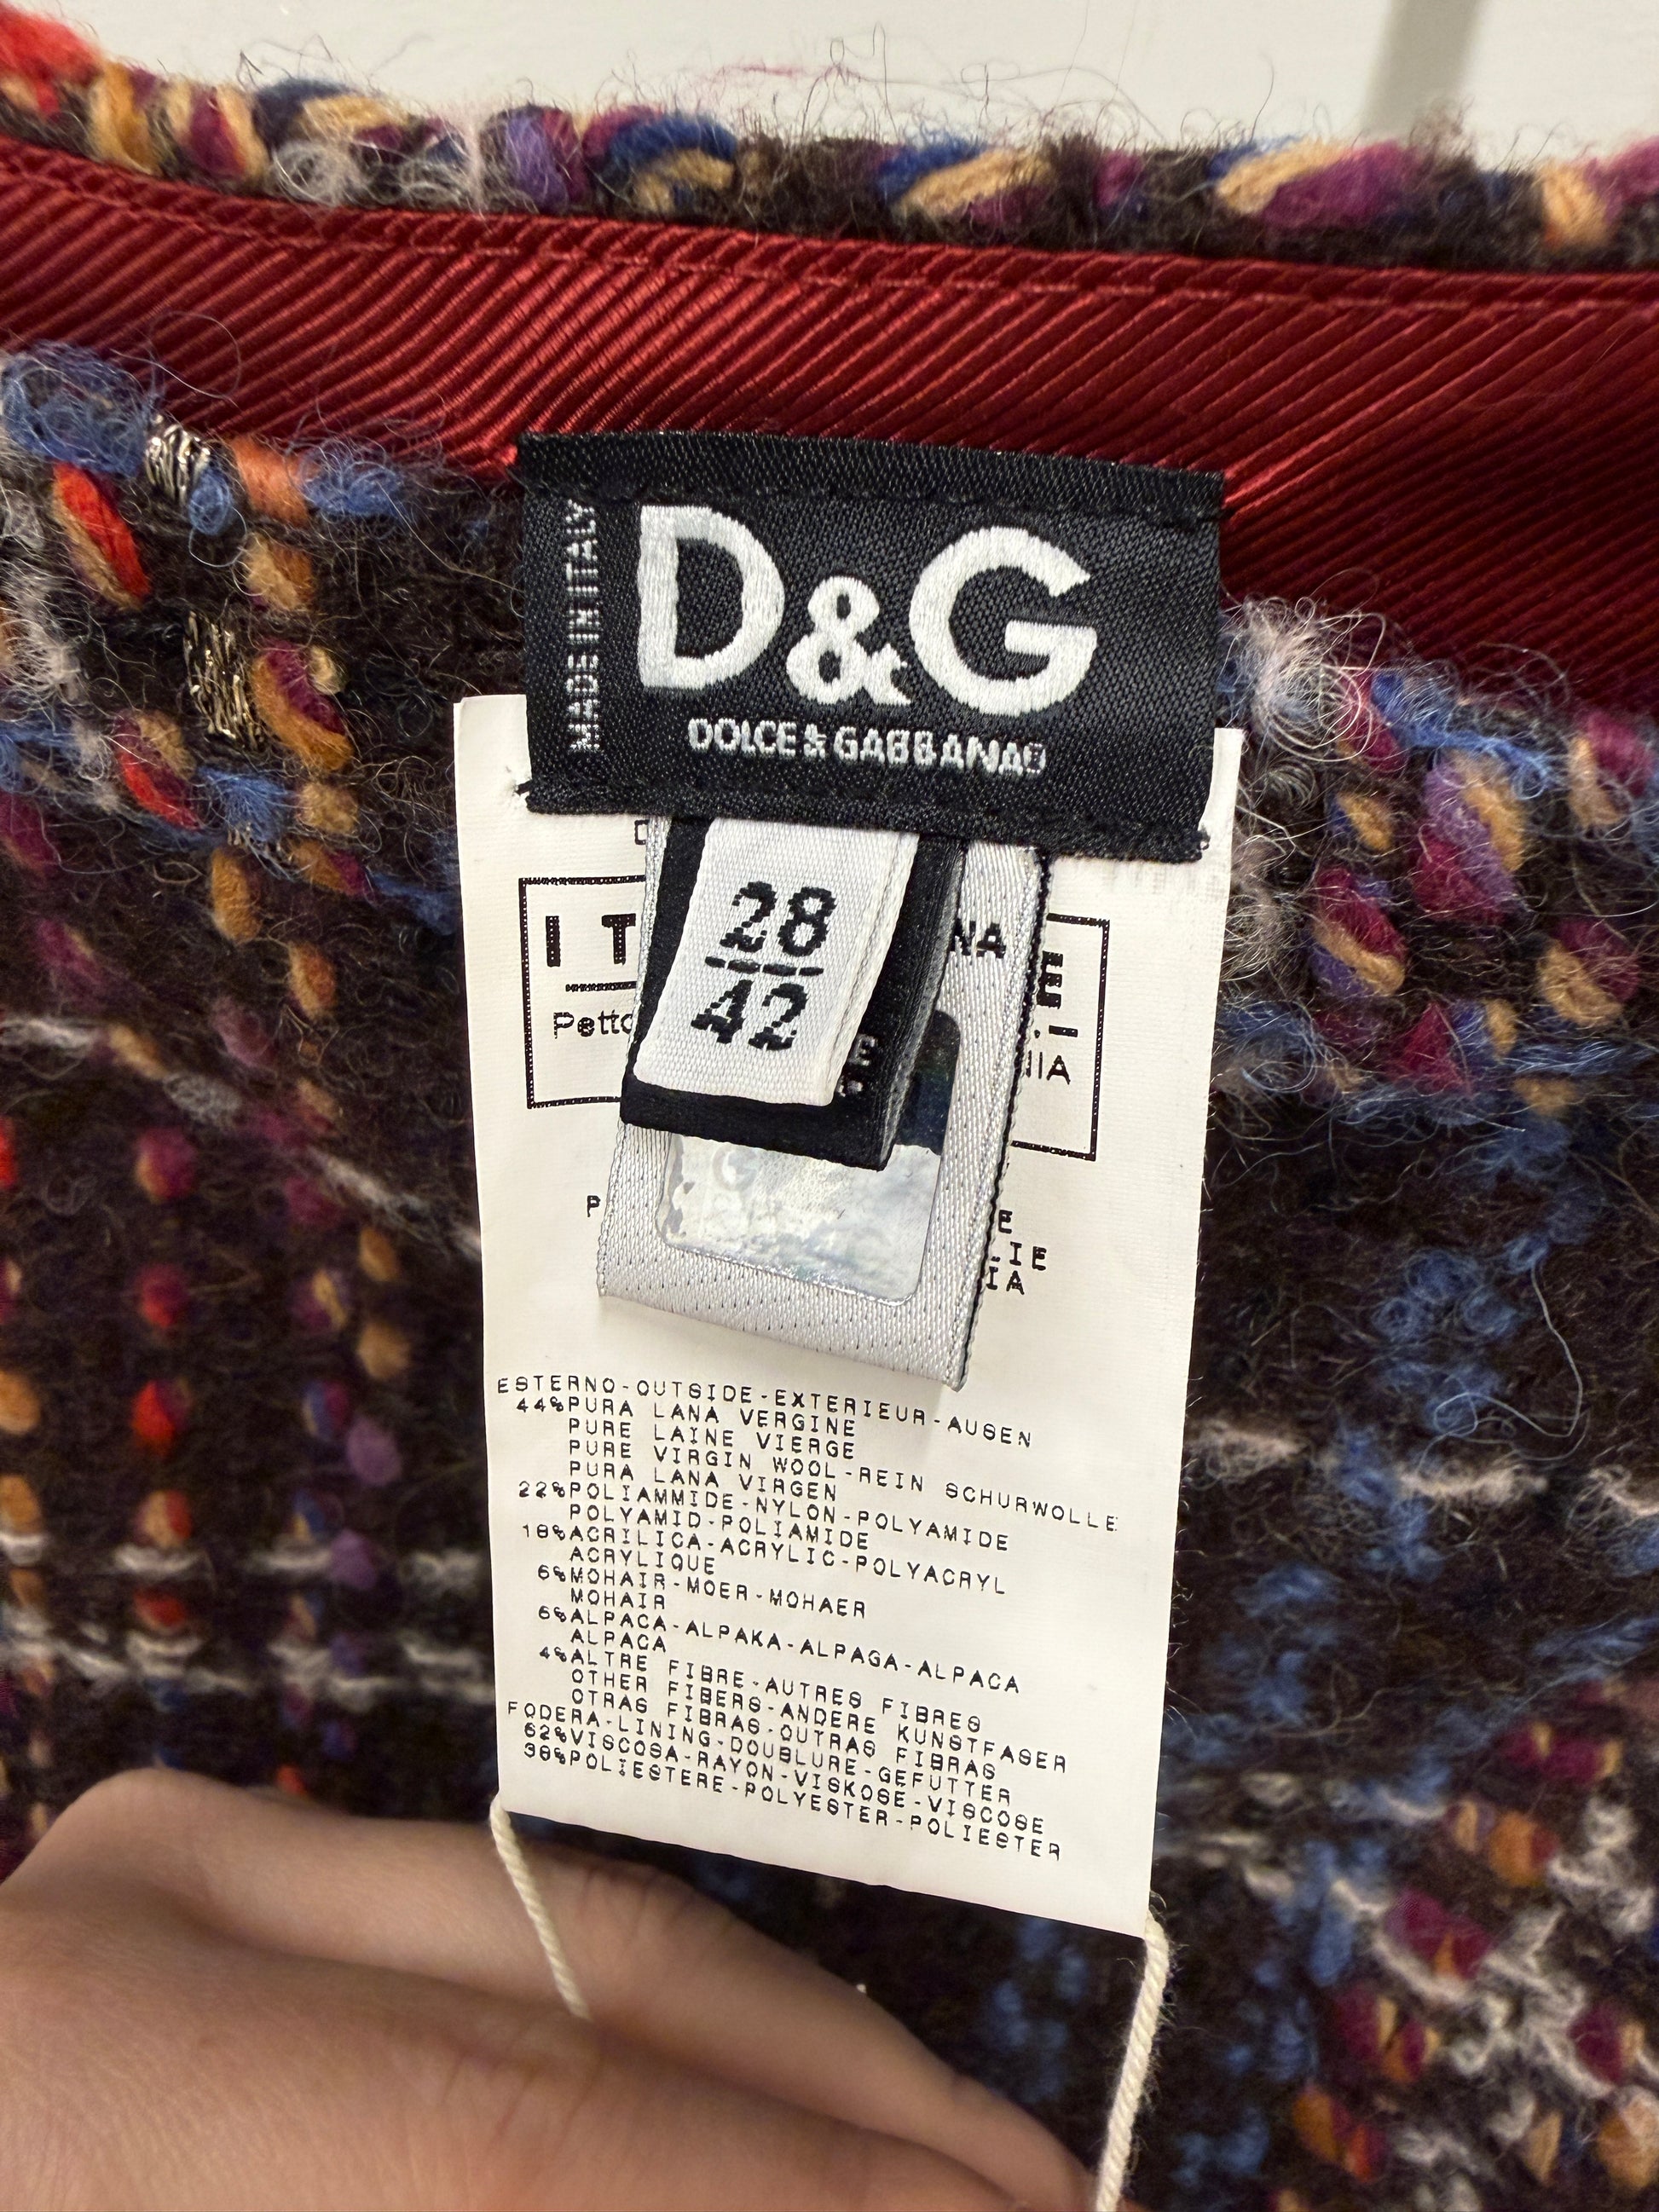 MADE IN ITALY
D&G
DOLCE & GABBANA
28
42
ESTERNO-OUTSIDE-EXTERIEUR-AUSEN
44%PURA LANA VERGINE
PURE LAINE VIERGE
PURE VIRGIN WOOL-REIN SCHURWOLLE
PURA LANA VIRGEN
22%POLIAMMIDE-NYLON-POLYAMIDE
POLYAMID-POLIAMIDE
18%ACRILICA-ACRYLIC-POLYACRYL
ACRYLIQUE
6%MOHAIR-MOER-MOHAER
MOHAIR
6%ALPACA-ALPAKA-ALPAGA-ALPACA
ALPACA
4%ALTRE FIBRE-AUTRES FIBRES
OTHER FIBERS-ANDERE KUNSTFASER
OTRAS FIBRAS-OUTRAS FIBRAS
FODERA-LINING-DOUBLURE-GEFUTTER
62%VISCOSA-RAYON-VISKOSE-VISCOSE
38%POLIESTERE-POLYESTER-POLIESTER